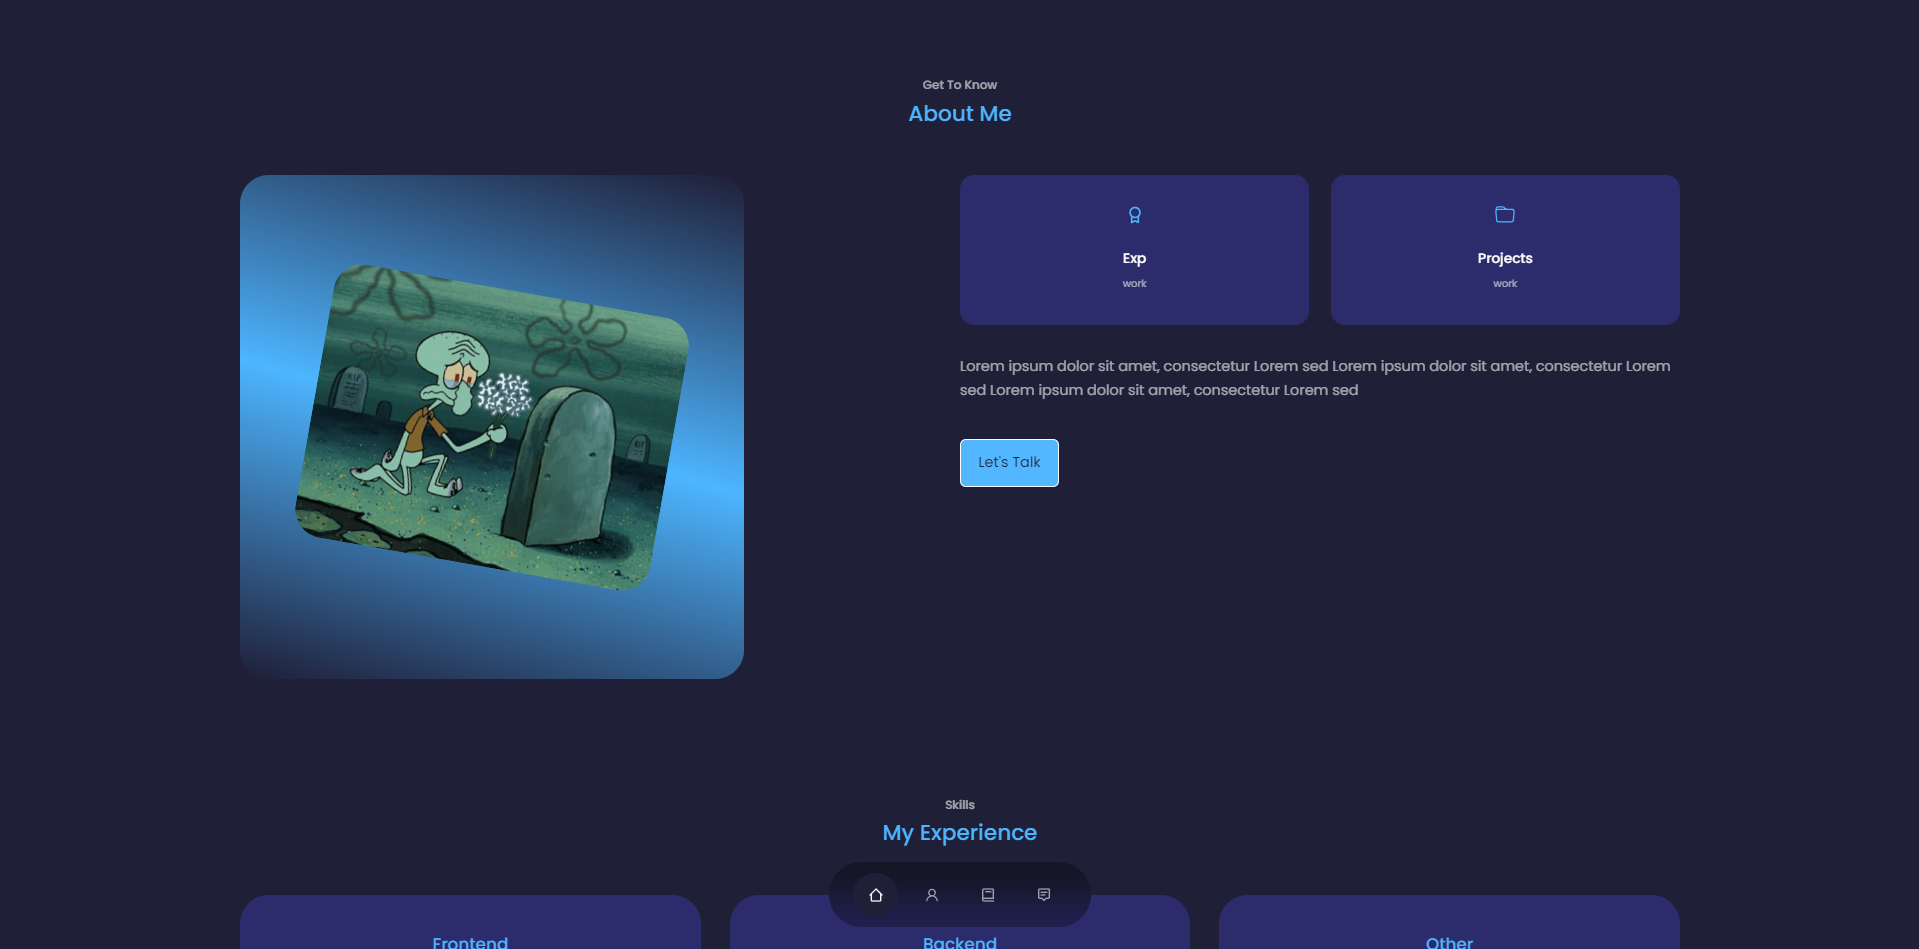 Get To Know
About Me
Exp
work
Projects
work
Lorem ipsum dolor sit amet, consectetur Lorem sed Lorem ipsum dolor sit amet, consectetur Lorem
sed Lorem ipsum dolor sit amet, consectetur Lorem sed
Let's Talk
RIP
RIP
Skills
My Experience
Frontend
Backend
Other